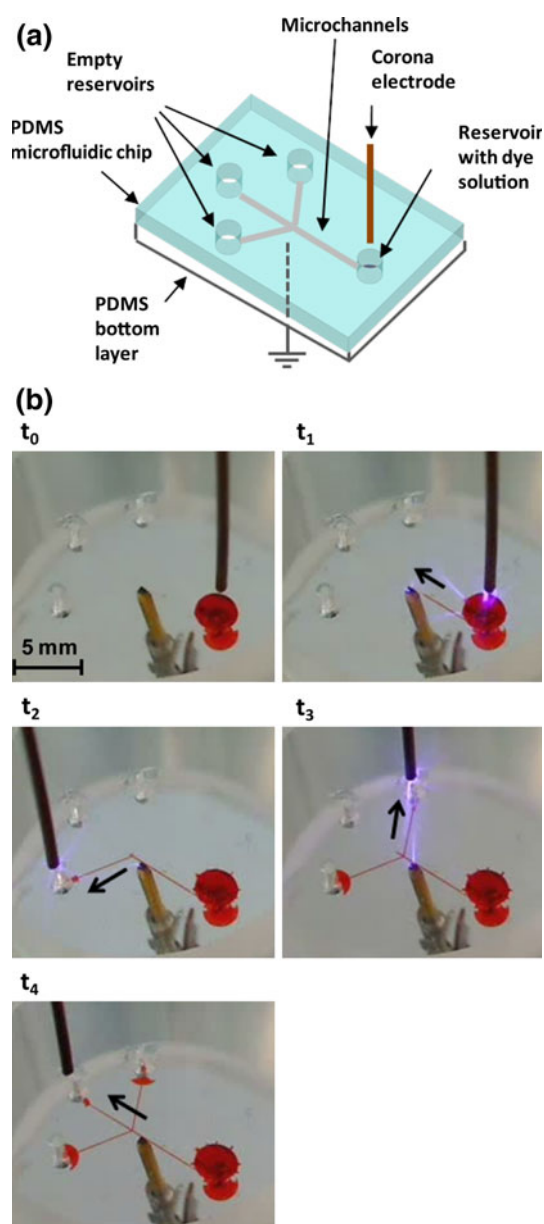 (a)
Microchannels
Empty
reservoirs
Corona
electrode
PDMS
microfluidic chip
Reservoir
with dye
solution
PDMS
bottom
layer
(b)
t₀
t₁
5 mm
t₂
t₃
t₄